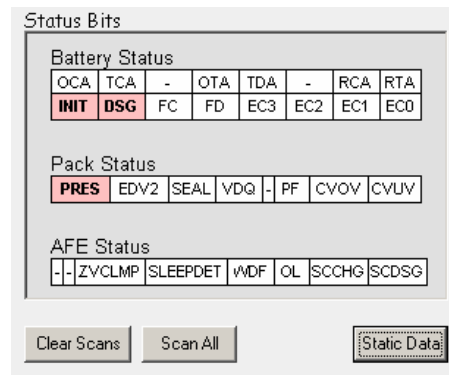 Status Bits
Battery Status
OCA TCA - OTA TDA - RCA RTA
INIT DSG FC FD EC3 EC2 EC1 EC0
Pack Status
PRES EDV2 SEAL VDQ - PF CVOV CVUV
AFE Status
- - ZVCLMP SLEEPDET WDF OL SCCHG SCDSG
Clear Scans Scan All Static Data